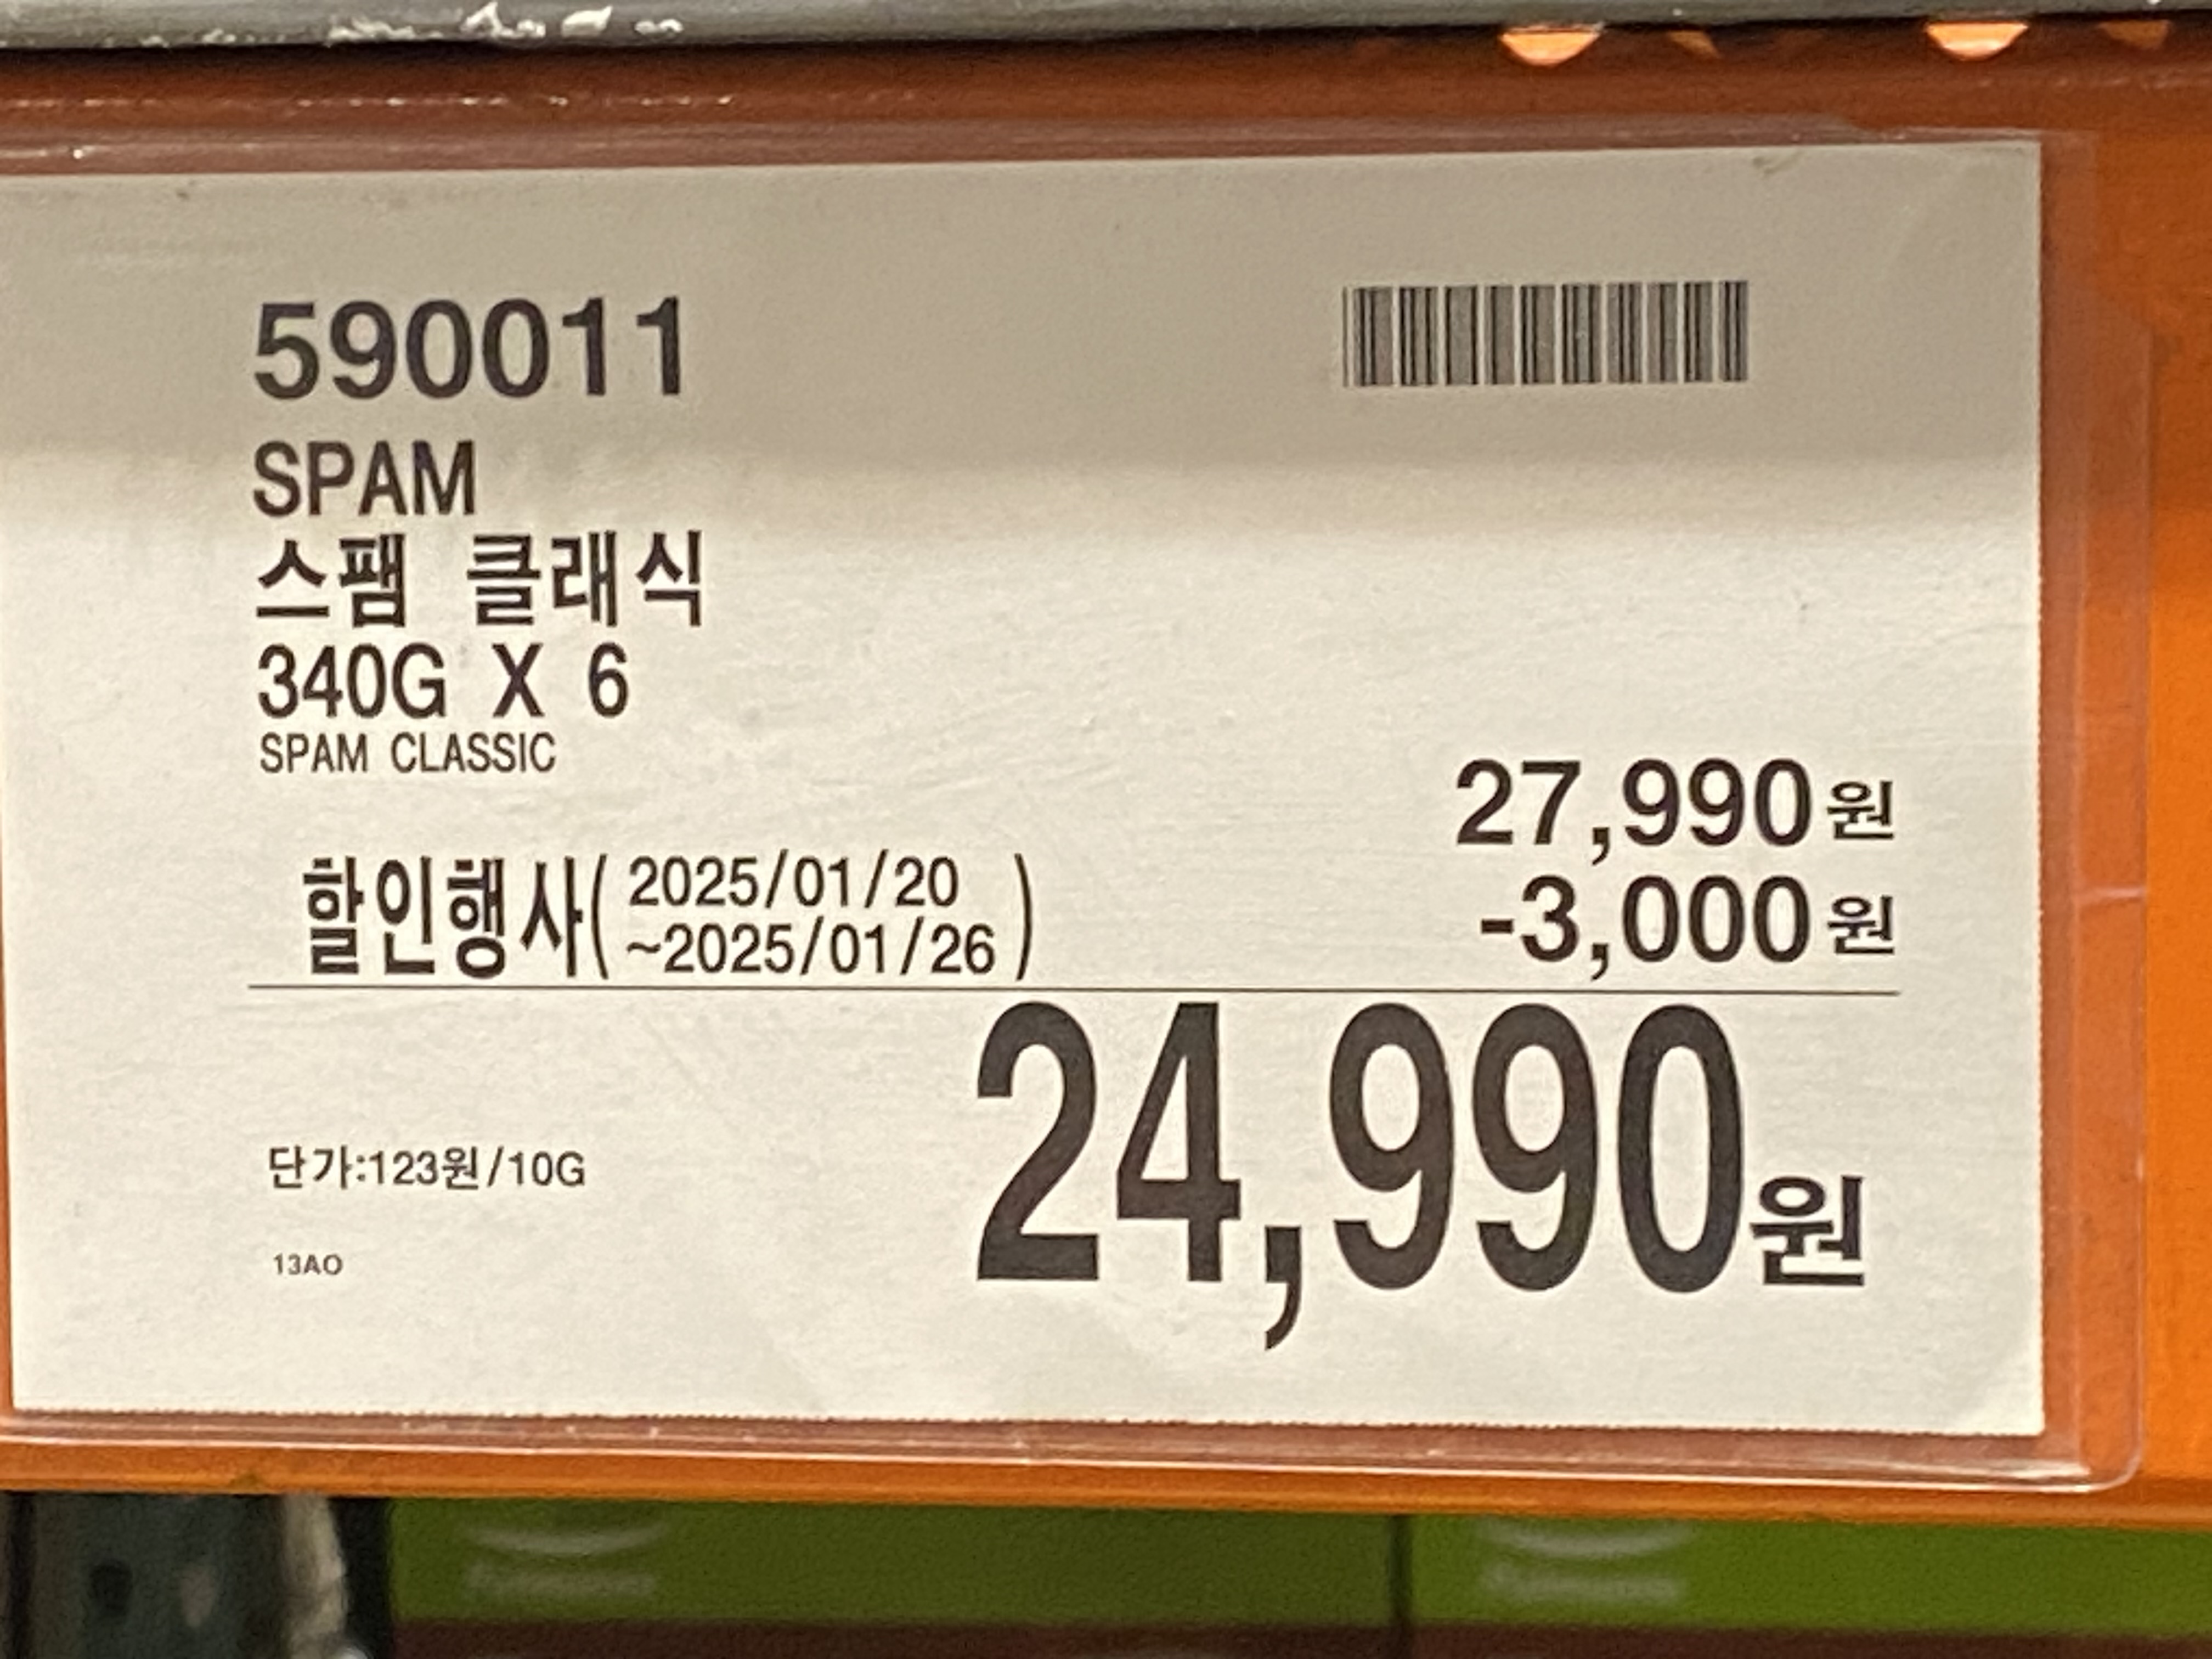 590011
SPAM
스팸 클래식
340G X 6
SPAM CLASSIC
27,990원
할인행사( 2025/01/20
~2025/01/26 )
-3,000원
24,990원
단가:123원/10G
13AO